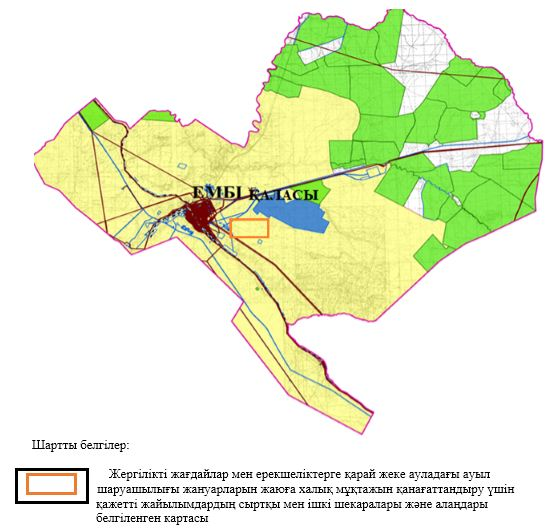 ЕМБІ ҚАЛАСЫ
Шартты белгілер:
Жергілікті жағдайлар мен ерекшеліктерге қарай жеке ауладағы ауыл
шаруашылығы жануарларын жаюға халық мұқтажын қанағаттандыру үшін
қажетті жайылымдардың сыртқы мен ішкі шекаралары және алаңдары
белгіленген картасы